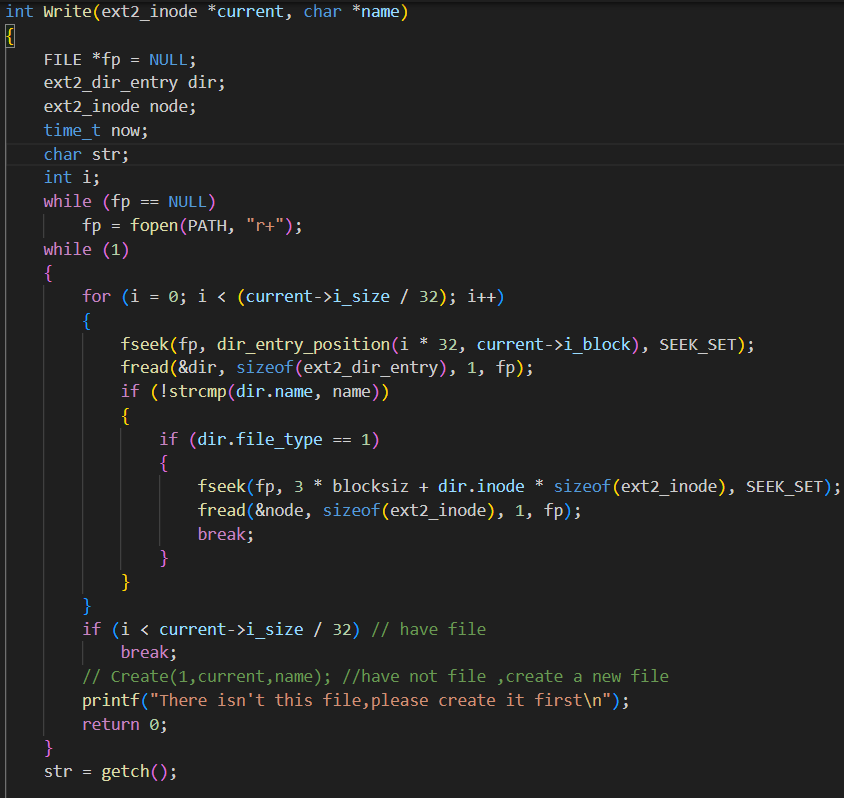 int Write(ext2_inode *current, char *name)
{
    FILE *fp = NULL;
    ext2_dir_entry dir;
    ext2_inode node;
    time_t now;
    char str;
    int i;
    while (fp == NULL)
        fp = fopen(PATH, "r+");
    while (1)
    {
        for (i = 0; i < (current->i_size / 32); i++)
        {
            fseek(fp, dir_entry_position(i * 32, current->i_block), SEEK_SET);
            fread(&dir, sizeof(ext2_dir_entry), 1, fp);
            if (!strcmp(dir.name, name))
            {
                if (dir.file_type == 1)
                {
                    fseek(fp, 3 * blocksiz + dir.inode * sizeof(ext2_inode), SEEK_SET);
                    fread(&node, sizeof(ext2_inode), 1, fp);
                    break;
                }
            }
        }
        if (i < current->i_size / 32) // have file
            break;
        // Create(1,current,name); //have not file ,create a new file
        printf("There isn't this file,please create it first\n");
        return 0;
    }
    str = getch();